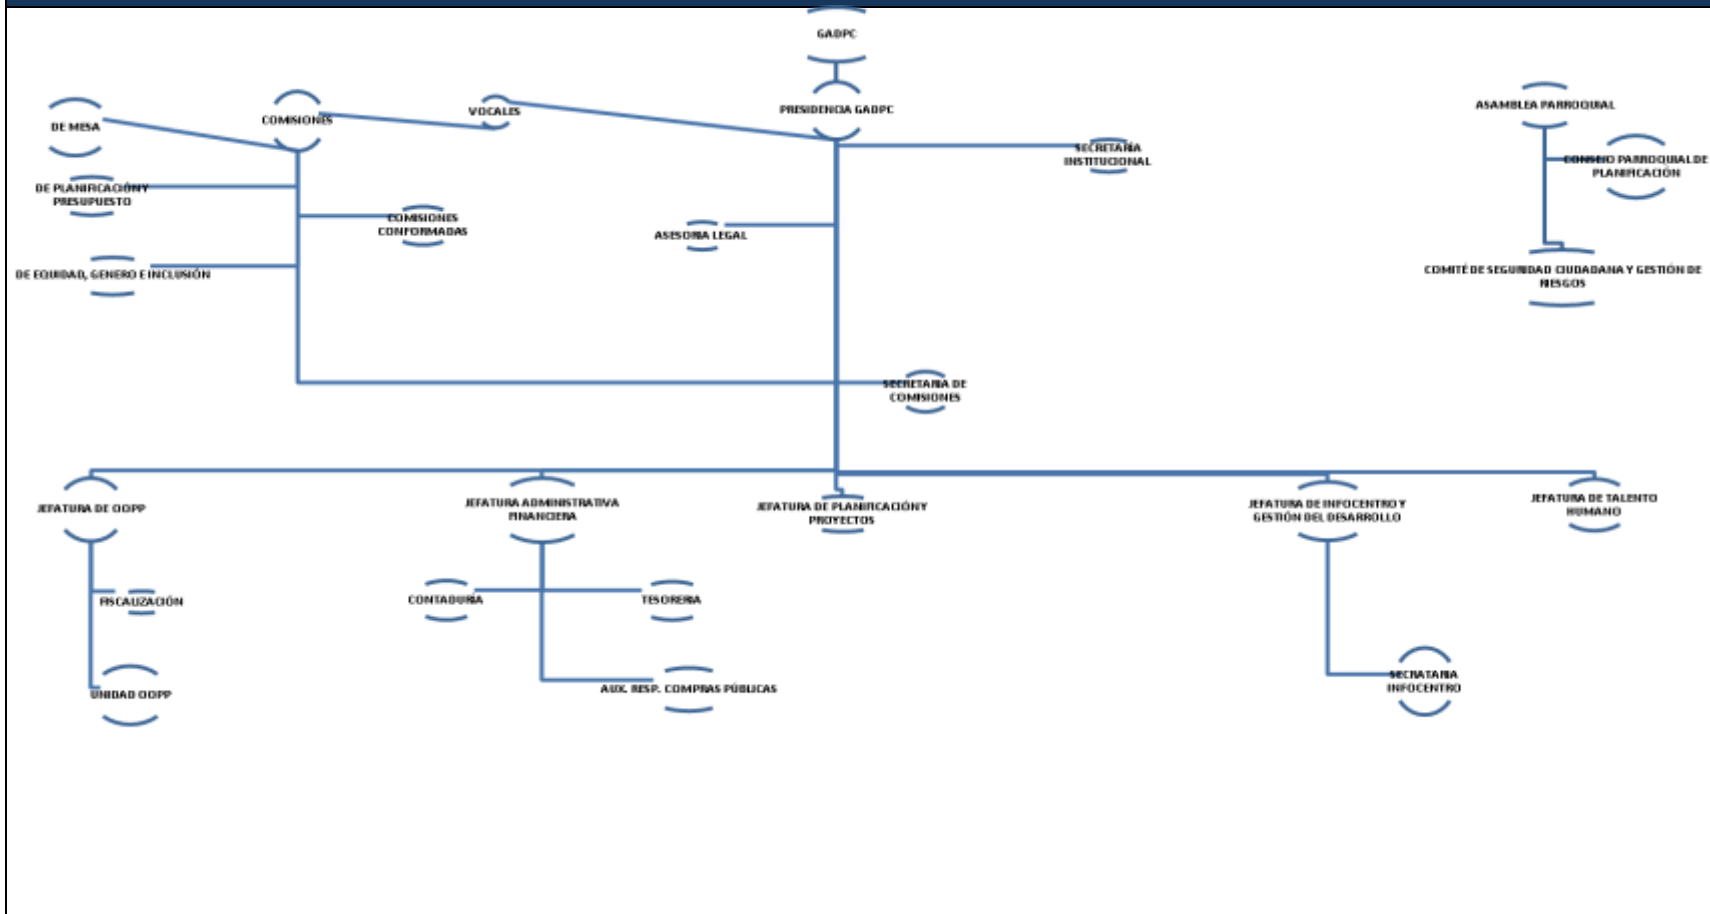 GADPC
PRESIDENCIA GADPC
VOCALES
COMISIONES
DE MESA
DE PLANIFICACIÓN Y
PRESUPUESTO
DE EQUIDAD, GENERO E INCLUSIÓN
COMISIONES
CONFORMADAS
ASESORIA LEGAL
SECRETARÍA
INSTITUCIONAL
SECRETARIA DE
COMISIONES
ASAMBLEA PARROQUIAL
CONSEJO PARROQUIAL DE
PLANIFICACIÓN
COMITÉ DE SEGURIDAD CIUDADANA Y GESTIÓN DE
RIESGOS
JEFATURA DE OOPP
FISCALIZACIÓN
UNIDAD OOPP
JEFATURA ADMINISTRATIVA
FINANCIERA
CONTADURÍA
TESORERIA
AUX. RESP. COMPRAS PÚBLICAS
JEFATURA DE PLANIFICACIÓN Y
PROYECTOS
JEFATURA DE INFOCENTRO Y
GESTIÓN DEL DESARROLLO
SECRATARIA
INFOCENTRO
JEFATURA DE TALENTO
HUMANO